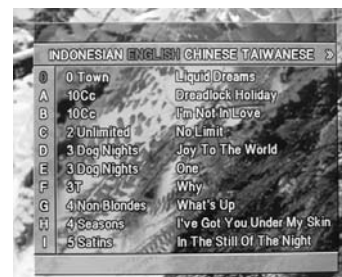 INDONESIAN ENGLISH CHINESE TAIWANESE »
0 0 Town Liquid Dreams
A 10Cc Dreadlock Holiday
B 10Cc I'm Not In Love
C 2 Unlimited No Limit
D 3 Dog Nights Joy To The World
E 3 Dog Nights One
F 3T Why
G 4 Non Blondes What's Up
H 4 Seasons I've Got You Under My Skin
I 5 Satins In The Still Of The Night